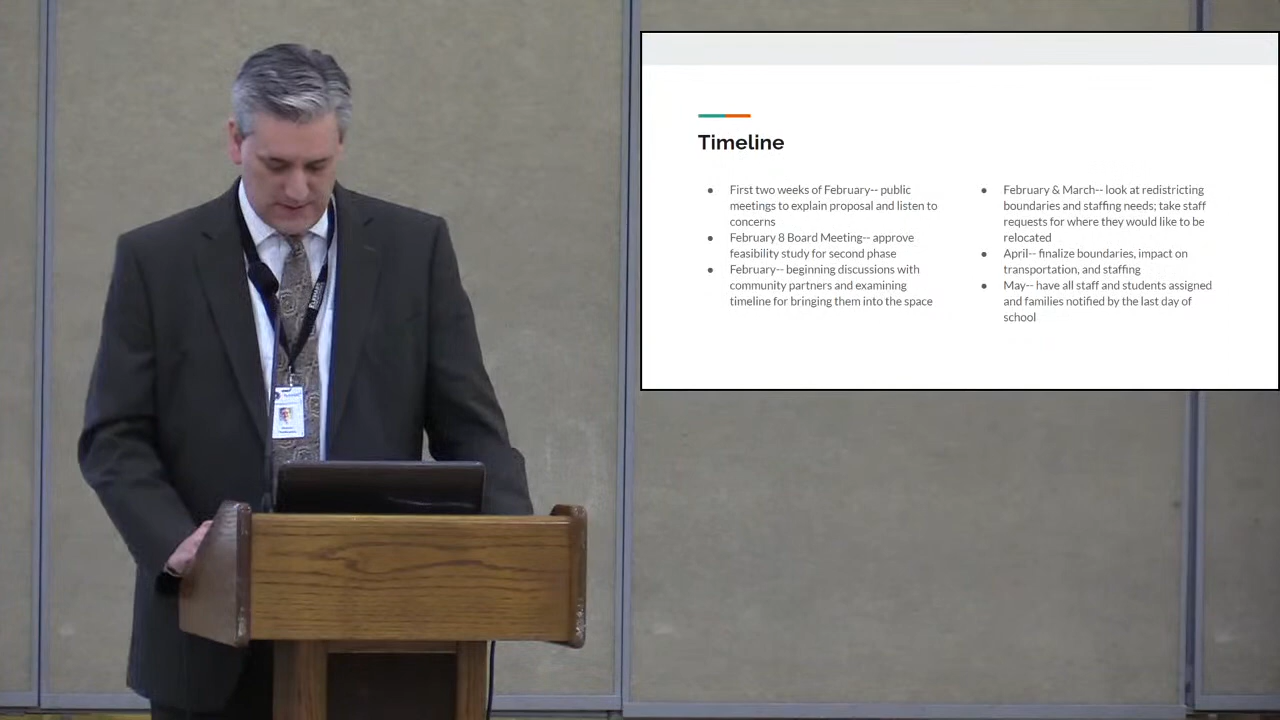 Timeline
● First two weeks of February-- public
meetings to explain proposal and listen to
concerns
● February 8 Board Meeting-- approve
feasibility study for second phase
● February-- beginning discussions with
community partners and examining
timeline for bringing them into the space
● February & March-- look at redistricting
boundaries and staffing needs; take staff
requests for where they would like to be
relocated
● April-- finalize boundaries, impact on
transportation, and staffing
● May-- have all staff and students assigned
and families notified by the last day of
school